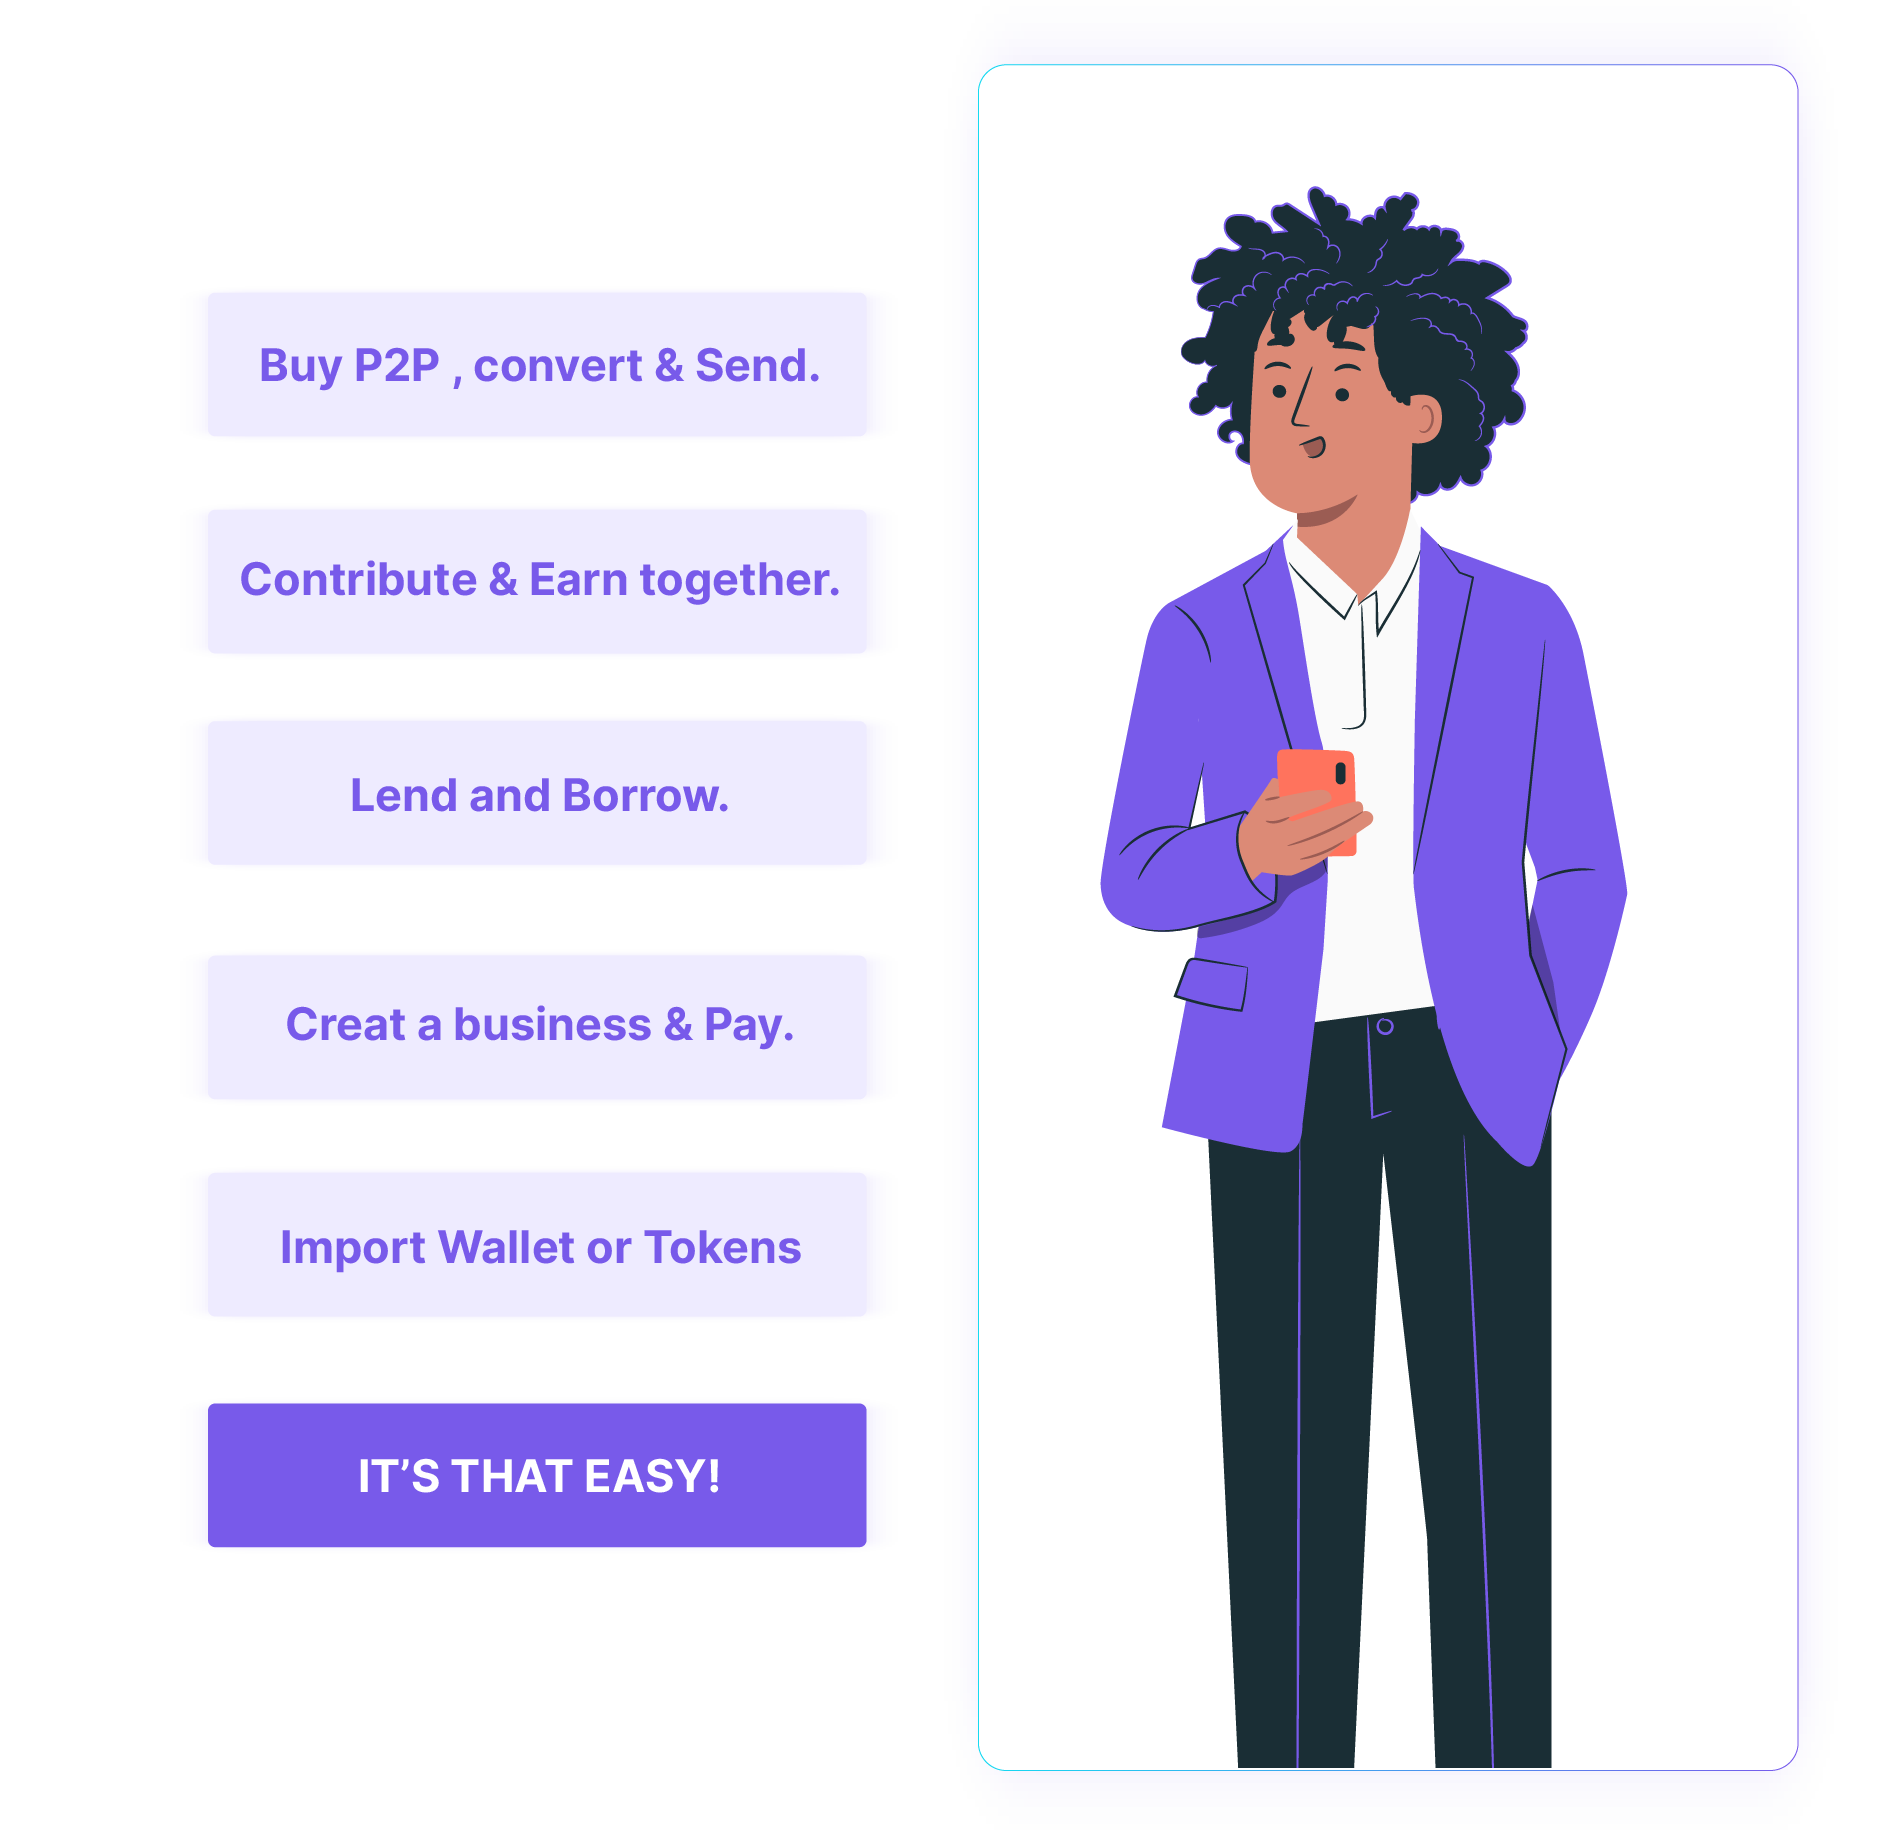 Buy P2P , convert & Send.
Contribute & Earn together.
Lend and Borrow.
Creat a business & Pay.
Import Wallet or Tokens
IT’S THAT EASY!